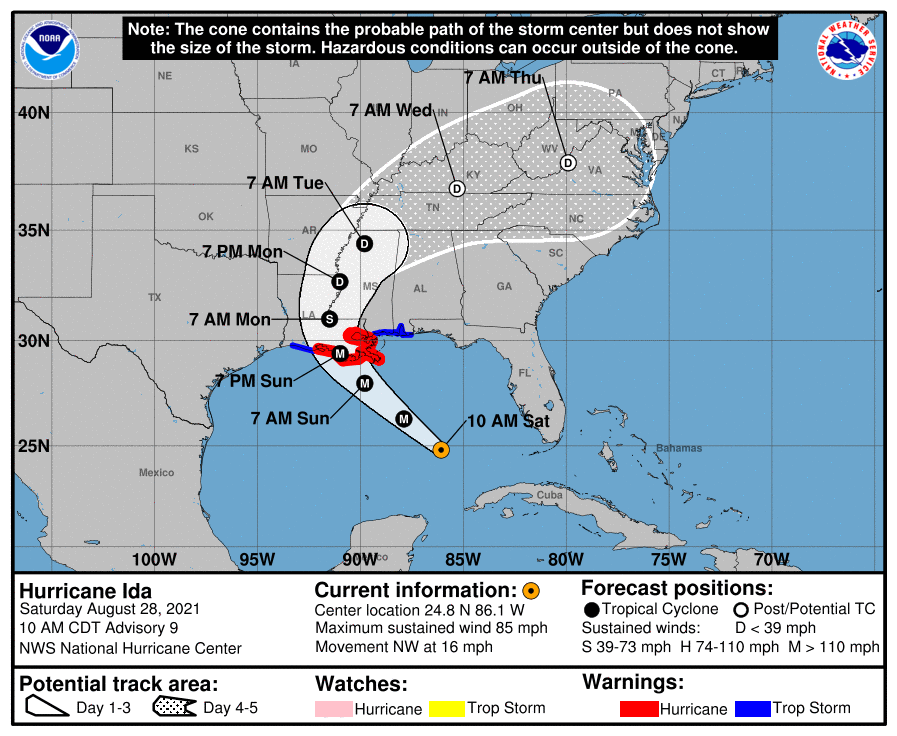 Note: The cone contains the probable path of the storm center but does not show
the size of the storm. Hazardous conditions can occur outside of the cone.
NOAA
NATIONAL WEATHER SERVICE
IA
NE
CT
7 AM Thu
PA
OH
IN
7 AM Wed
40N
NJ
DE
KS
MO
WV
VA
KY
7 AM Tue
TN
NC
OK
AR
35N
SC
7 PM Mon
MS
AL
GA
TX
LA
7 AM Mon
30N
7 PM Sun
FL
7 AM Sun
10 AM Sat
25N
Bahamas
Mexico
Cuba
100W 95W 90W 85W 80W 75W 70W
D
D
D
D
S
M
M
M
Hurricane Ida
Saturday August 28, 2021
10 AM CDT Advisory 9
NWS National Hurricane Center
Current information:
Center location 24.8 N 86.1 W
Maximum sustained wind 85 mph
Movement NW at 16 mph
Forecast positions:
Tropical Cyclone Post/Potential TC
Sustained winds: D < 39 mph
S 39-73 mph H 74-110 mph M > 110 mph
Potential track area:
Day 1-3 Day 4-5
Watches:
Hurricane Trop Storm
Warnings:
Hurricane Trop Storm